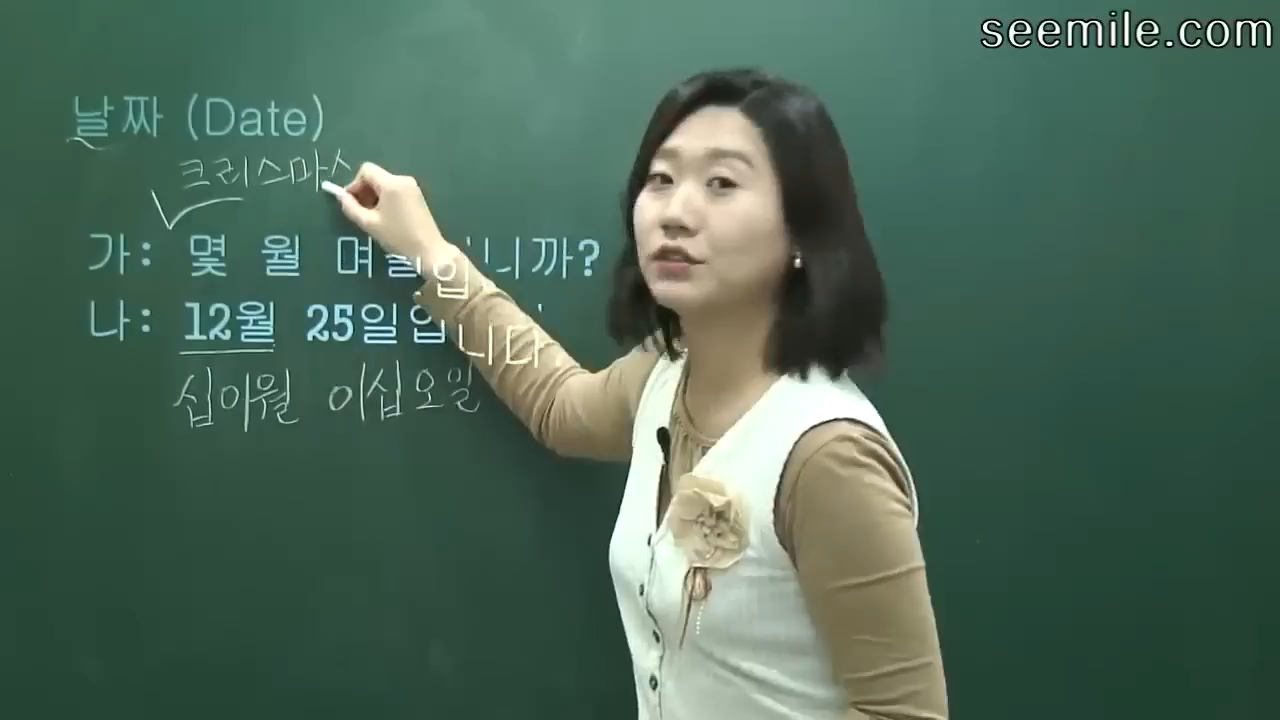 seemile.com
날짜 (Date)
크리스마스
가: 몇 월 며칠입니까?
나: 12월 25일입니다.
십이월 이십오일